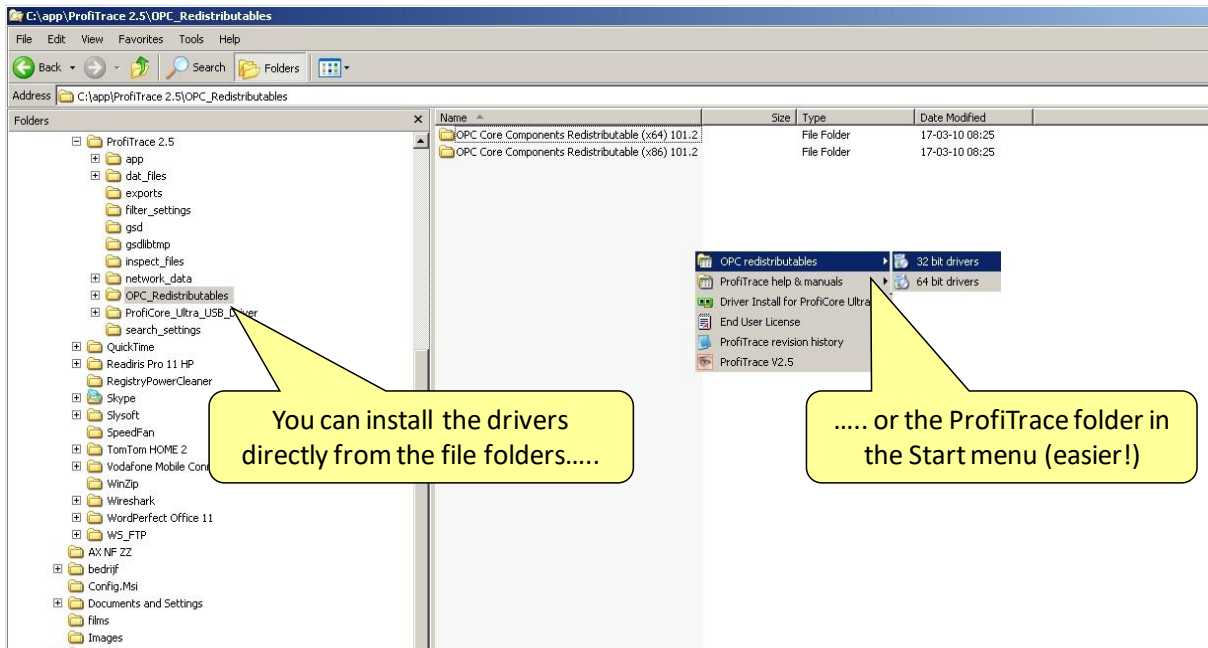 C:\app\ProfiTrace 2.5\OPC_Redistributables
File Edit View Favorites Tools Help
Back Search Folders
Address C:\app\ProfiTrace 2.5\OPC_Redistributables
Folders
ProfiTrace 2.5
app
dat_files
exports
filter_settings
gsd
gsdlibtmp
inspect_files
network_data
OPC_Redistributables
ProfiCore_Ultra_USB_Driver
search_settings
QuickTime
Readiris Pro 11 HP
RegistryPowerCleaner
Skype
Slysoft
SpeedFan
TomTom HOME 2
Vodafone Mobile
WinZip
Wireshark
WordPerfect Office 11
WS_FTP
AX NF ZZ
bedrijf
Config.Msi
Documents and Settings
films
Images
Name Size Type Date Modified
OPC Core Components Redistributable (x64) 101.2 File Folder 17-03-10 08:25
OPC Core Components Redistributable (x86) 101.2 File Folder 17-03-10 08:25
OPC redistributables
ProfiTrace help & manuals
Driver Install for ProfiCore Ultra
End User License
ProfiTrace revision history
ProfiTrace V2.5
32 bit drivers
64 bit drivers
You can install the drivers
directly from the file folders.....
..... or the ProfiTrace folder in
the Start menu (easier!)